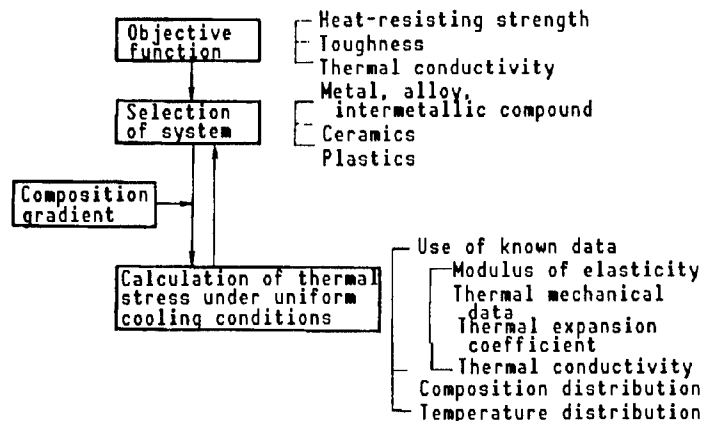 Objective
function
Heat-resisting strength
Toughness
Thermal conductivity
Selection
of system
Metal, alloy,
intermetallic compound
Ceramics
Plastics
Composition
gradient
Calculation of thermal
stress under uniform
cooling conditions
Use of known data
Modulus of elasticity
Thermal mechanical
data
Thermal expansion
coefficient
Thermal conductivity
Composition distribution
Temperature distribution